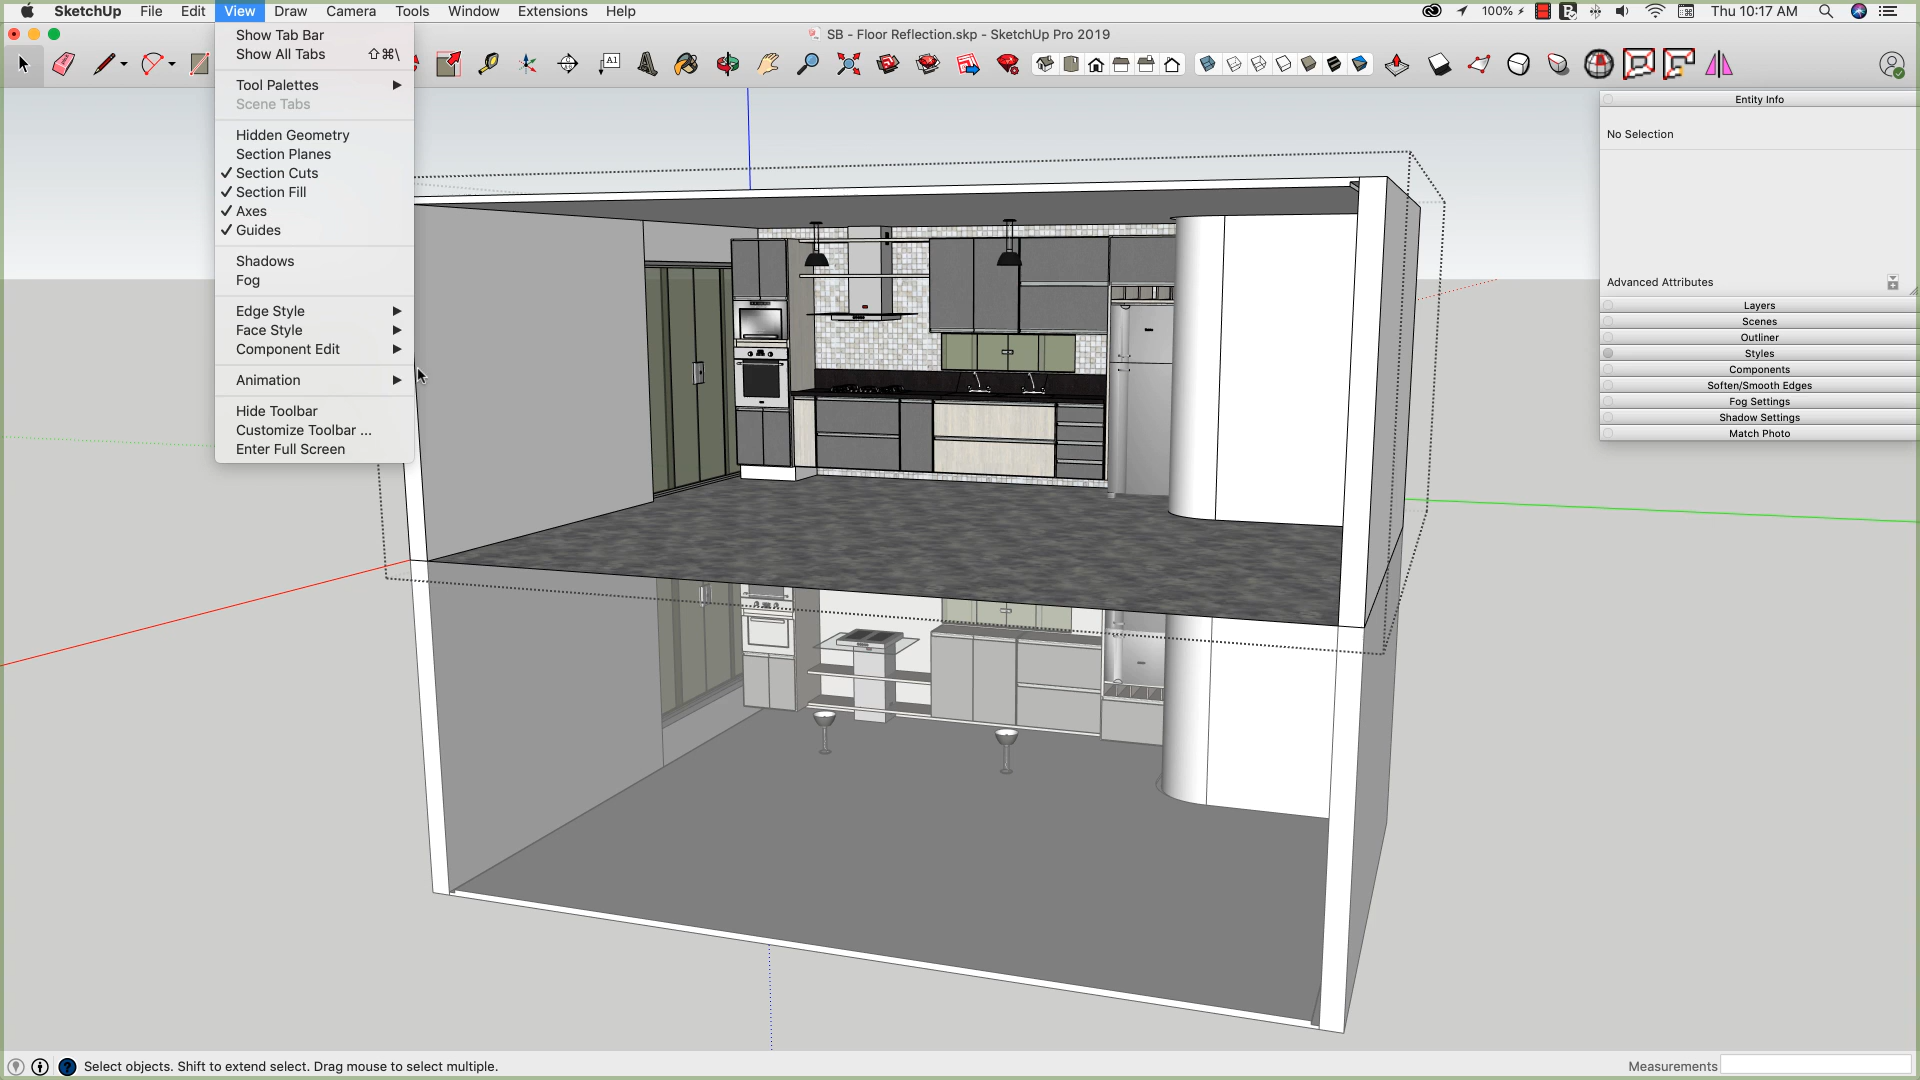 SketchUp File Edit View Draw Camera Tools Window Extensions Help 100% Thu 10:17 AM
SB - Floor Reflection.skp - SketchUp Pro 2019
Show Tab Bar
Show All Tabs ⇧⌘\
Tool Palettes
Scene Tabs
Hidden Geometry
Section Planes
✓ Section Cuts
✓ Section Fill
✓ Axes
✓ Guides
Shadows
Fog
Edge Style
Face Style
Component Edit
Animation
Hide Toolbar
Customize Toolbar ...
Enter Full Screen
A1
Entity Info
No Selection
Advanced Attributes
Layers
Scenes
Outliner
Styles
Components
Soften/Smooth Edges
Fog Settings
Shadow Settings
Match Photo
Select objects. Shift to extend select. Drag mouse to select multiple.
Measurements